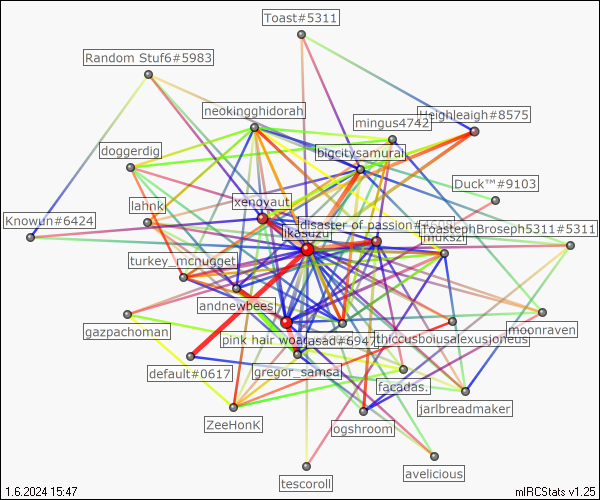 Toast#5311
Random Stuf6#5983
neokingghidorah
mingus4742
Heighleaigh#8575
doggerdig
bigcitysamurai
Duck™#9103
xenoyaut
lahnk
disaster of passion#4698
Knowun#6424
likasuzu
mukszi
ToastephBroseph5311#5311
turkey_mcnugget
andnewbees
gazpachoman
pink hair woman
asad#6947
thiccusboiusalexusjoneus
moonraven
default#0617
gregor_samsa
facadas.
ZeeHonK
jarlbreadmaker
ogshroom
avelicious
tescoroll
1.6.2024 15:47
mIRCStats v1.25